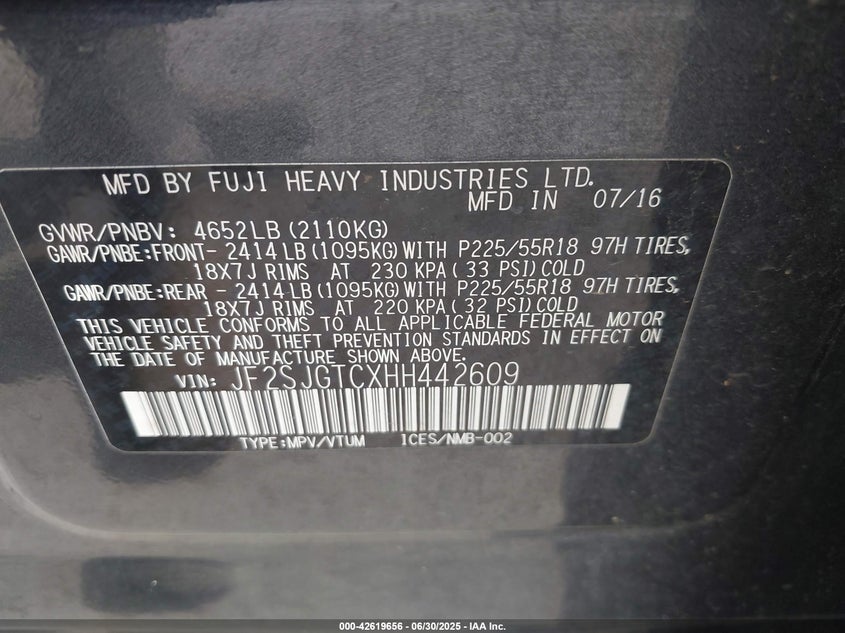 MFD BY FUJI HEAVY INDUSTRIES LTD.
MFD IN 07/16
GVWR/PNBV: 4652LB (2110KG)
GAWR/PNBE:FRONT- 2414LB (1095KG) WITH P225/55R18 97H TIRES,
18X7J RIMS AT 230 KPA ( 33 PSI) COLD
GAWR/PNBE:REAR - 2414LB (1095KG) WITH P225/55R18 97H TIRES,
18X7J RIMS AT 220 KPA ( 32 PSI) COLD
THIS VEHICLE CONFORMS TO ALL APPLICABLE FEDERAL MOTOR
VEHICLE SAFETY AND THEFT PREVENTION STANDARDS IN EFFECT ON
THE DATE OF MANUFACTURE SHOWN ABOVE.
VIN: JF2SJGTCXHH442609
TYPE:MPV/VTUM ICES/NMB-002
000-42619656 - 06/30/2025 - IAA Inc.